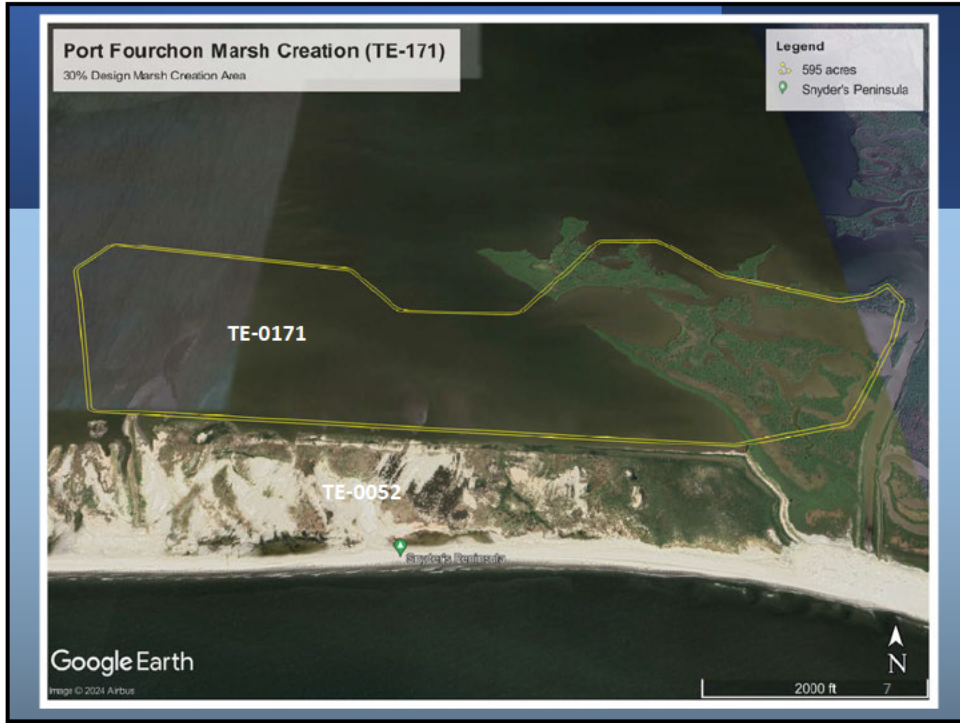 Port Fourchon Marsh Creation (TE-171)
30% Design Marsh Creation Area
Legend
595 acres
Snyder's Peninsula
TE-0171
TE-0052
Snyder's Peninsula
Google Earth
Image © 2024 Airbus
N
2000 ft
7